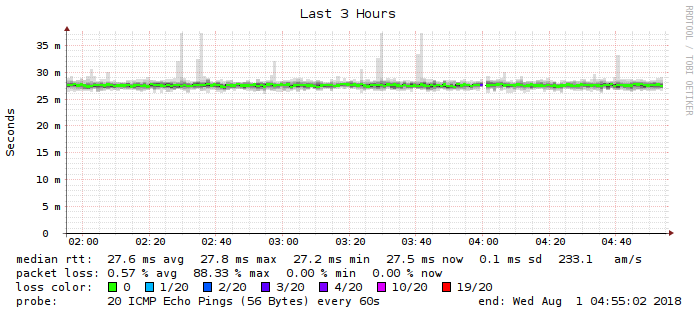 Last 3 Hours
RRDTOOL / TOBI OETIKER
Seconds
35 m
30 m
25 m
20 m
15 m
10 m
5 m
0
02:00 02:20 02:40 03:00 03:20 03:40 04:00 04:20 04:40
median rtt: 27.6 ms avg 27.8 ms max 27.2 ms min 27.5 ms now 0.1 ms sd 233.1 am/s
packet loss: 0.57 % avg 88.33 % max 0.00 % min 0.00 % now
loss color: 0 1/20 2/20 3/20 4/20 10/20 19/20
probe: 20 ICMP Echo Pings (56 Bytes) every 60s end: Wed Aug 1 04:55:02 2018